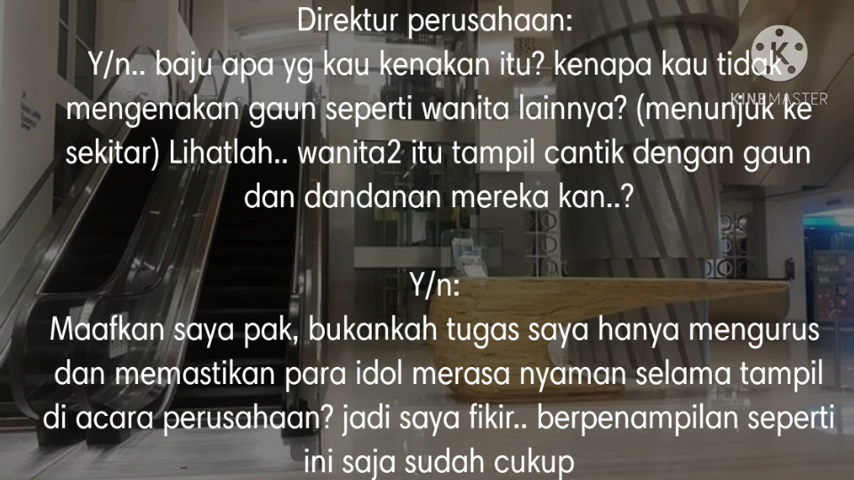 Direktur perusahaan:
Y/n.. baju apa yg kau kenakan itu? kenapa kau tidak
mengenakan gaun seperti wanita lainnya? (menunjuk ke
sekitar) Lihatlah.. wanita2 itu tampil cantik dengan gaun
dan dandanan mereka kan..?
Y/n:
Maafkan saya pak, bukankah tugas saya hanya mengurus
dan memastikan para idol merasa nyaman selama tampil
di acara perusahaan? jadi saya fikir.. berpenampilan seperti
ini saja sudah cukup
K
KINEMASTER